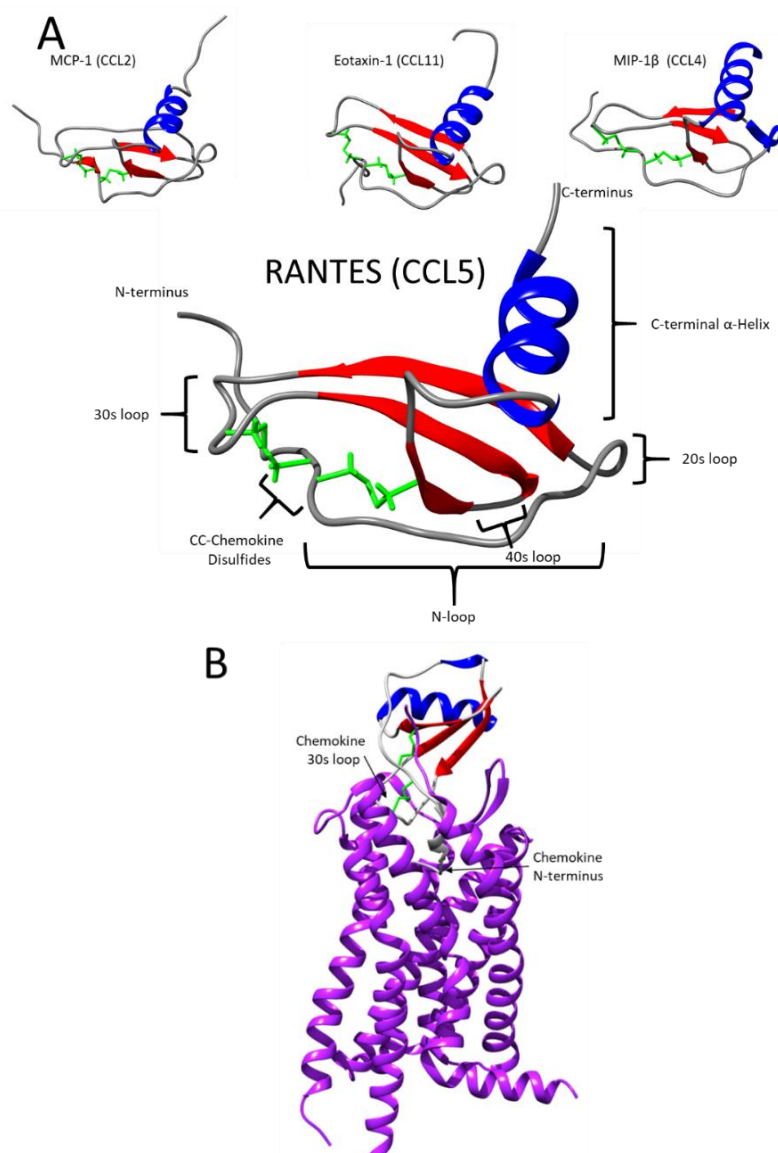 A
MCP-1 (CCL2)
Eotaxin-1 (CCL11)
MIP-1β (CCL4)
C-terminus
RANTES (CCL5)
N-terminus
C-terminal α-Helix
30s loop
20s loop
CC-Chemokine
Disulfides
40s loop
N-loop
B
Chemokine
30s loop
Chemokine
N-terminus